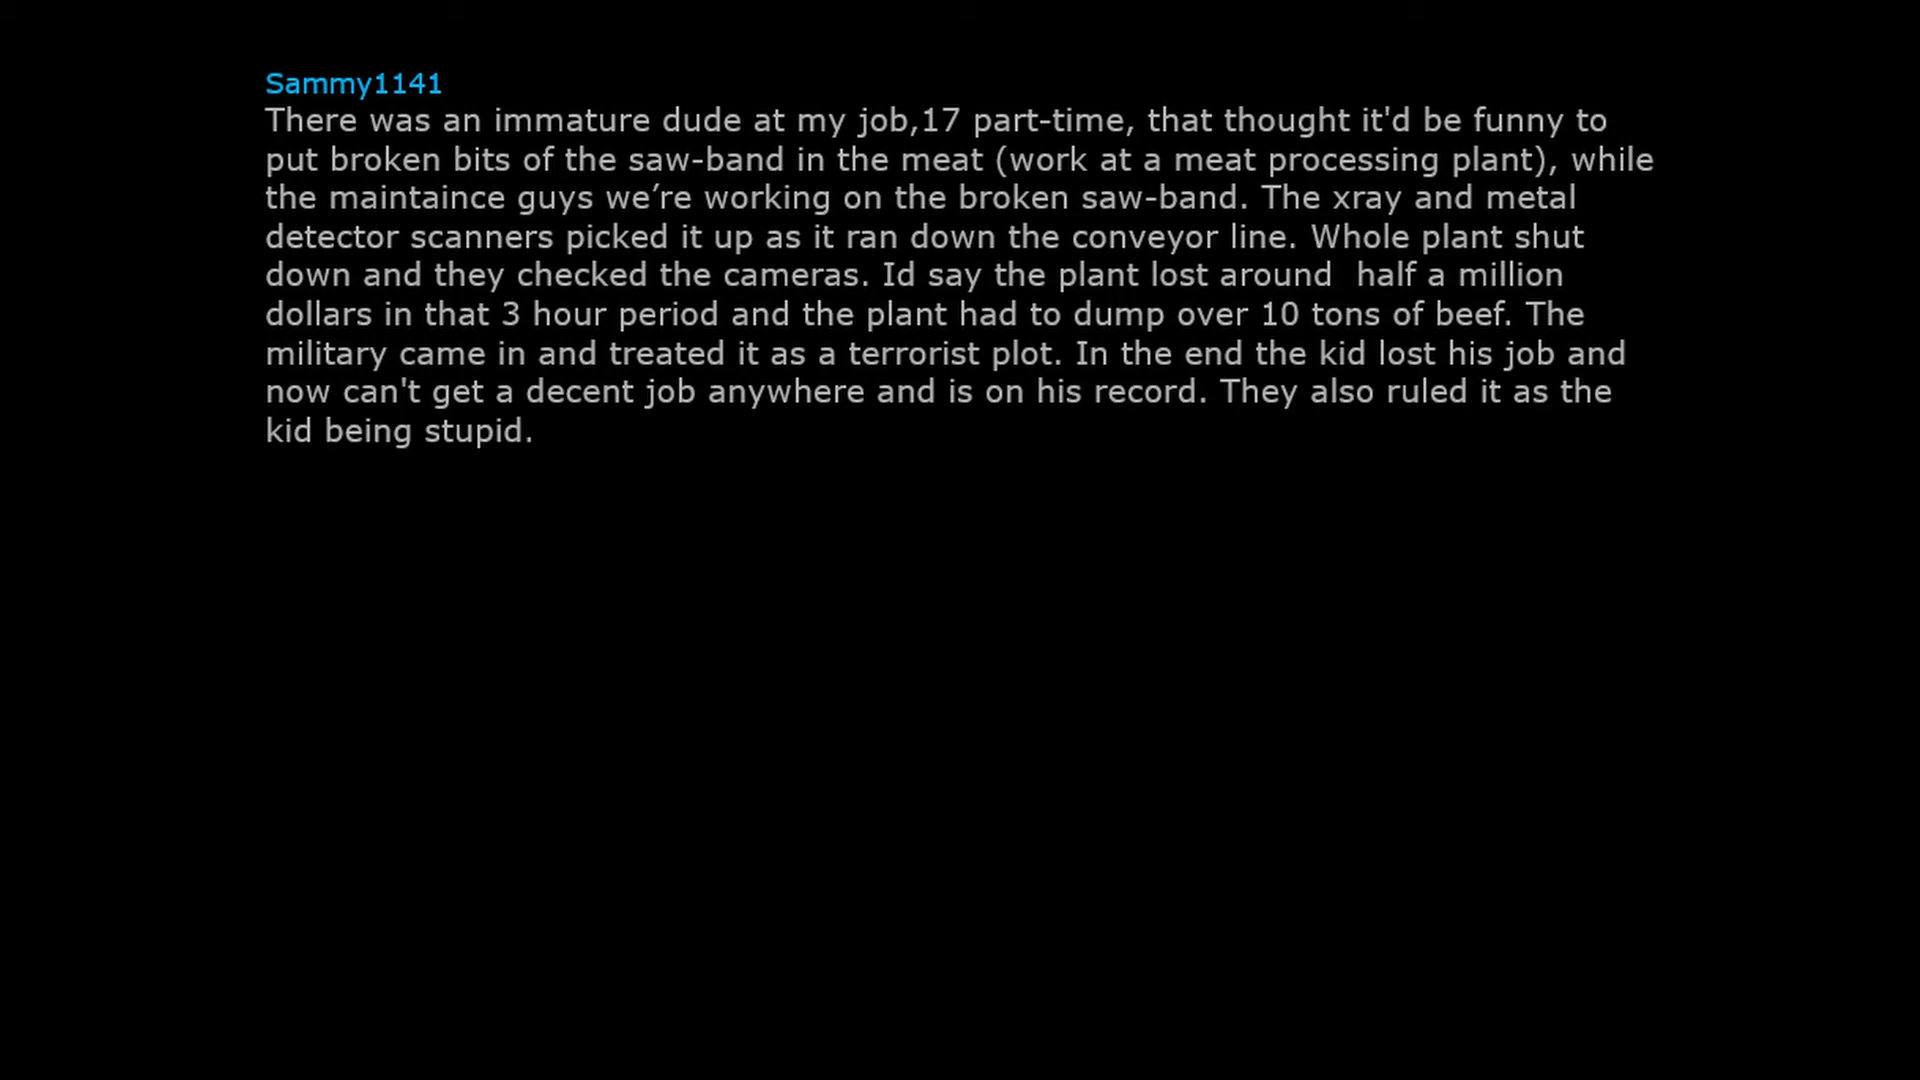 Sammy1141
There was an immature dude at my job,17 part-time, that thought it'd be funny to
put broken bits of the saw-band in the meat (work at a meat processing plant), while
the maintaince guys we’re working on the broken saw-band. The xray and metal
detector scanners picked it up as it ran down the conveyor line. Whole plant shut
down and they checked the cameras. Id say the plant lost around  half a million
dollars in that 3 hour period and the plant had to dump over 10 tons of beef. The
military came in and treated it as a terrorist plot. In the end the kid lost his job and
now can't get a decent job anywhere and is on his record. They also ruled it as the
kid being stupid.